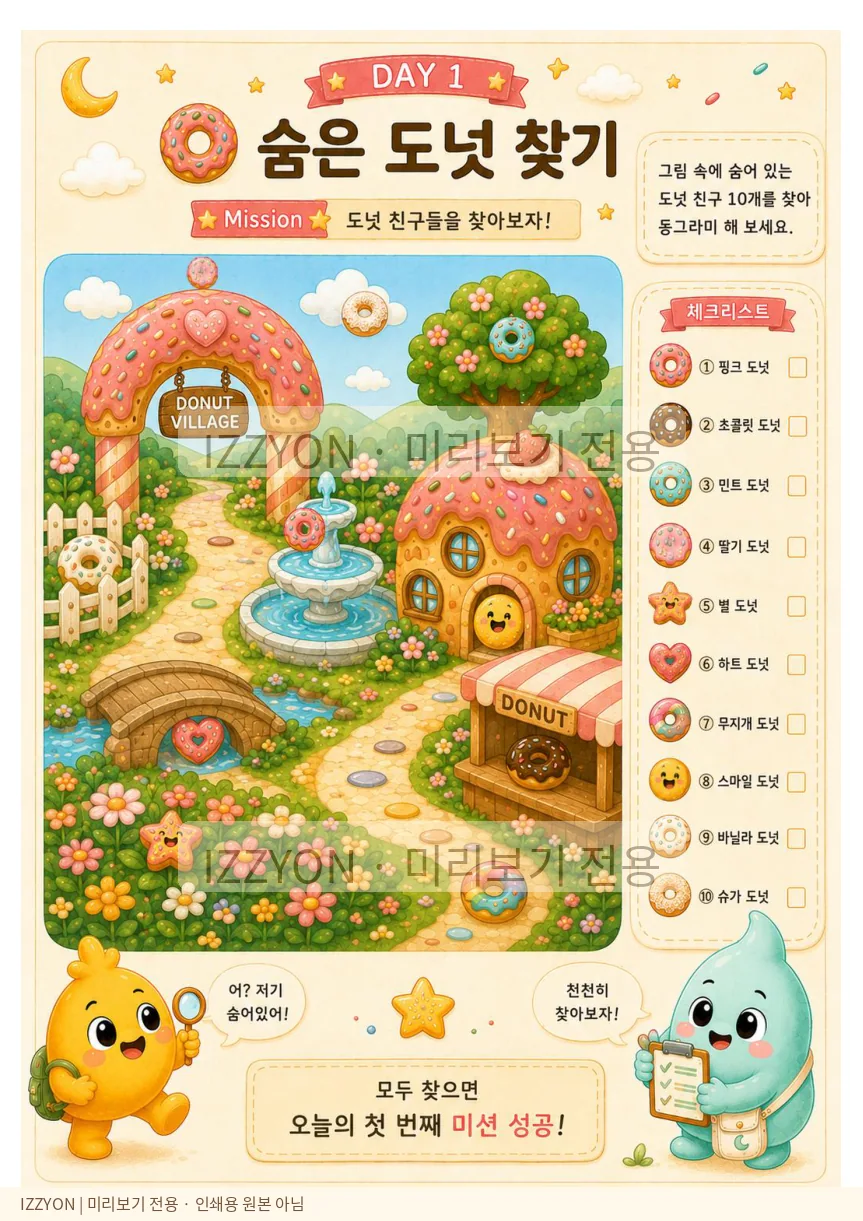 DAY 1
숨은 도넛 찾기
Mission 도넛 친구들을 찾아보자!
그림 속에 숨어 있는
도넛 친구 10개를 찾아
동그라미 해 보세요.
DONUT
VILLAGE
IZZYON · 미리보기 전용
DONUT
IZZYON · 미리보기 전용
체크리스트
① 핑크 도넛
② 초콜릿 도넛
③ 민트 도넛
④ 딸기 도넛
⑤ 별 도넛
⑥ 하트 도넛
⑦ 무지개 도넛
⑧ 스마일 도넛
⑨ 바닐라 도넛
⑩ 슈가 도넛
어? 저기
숨어있어!
천천히
찾아보자!
모두 찾으면
오늘의 첫 번째 미션 성공!
IZZYON | 미리보기 전용 · 인쇄용 원본 아님